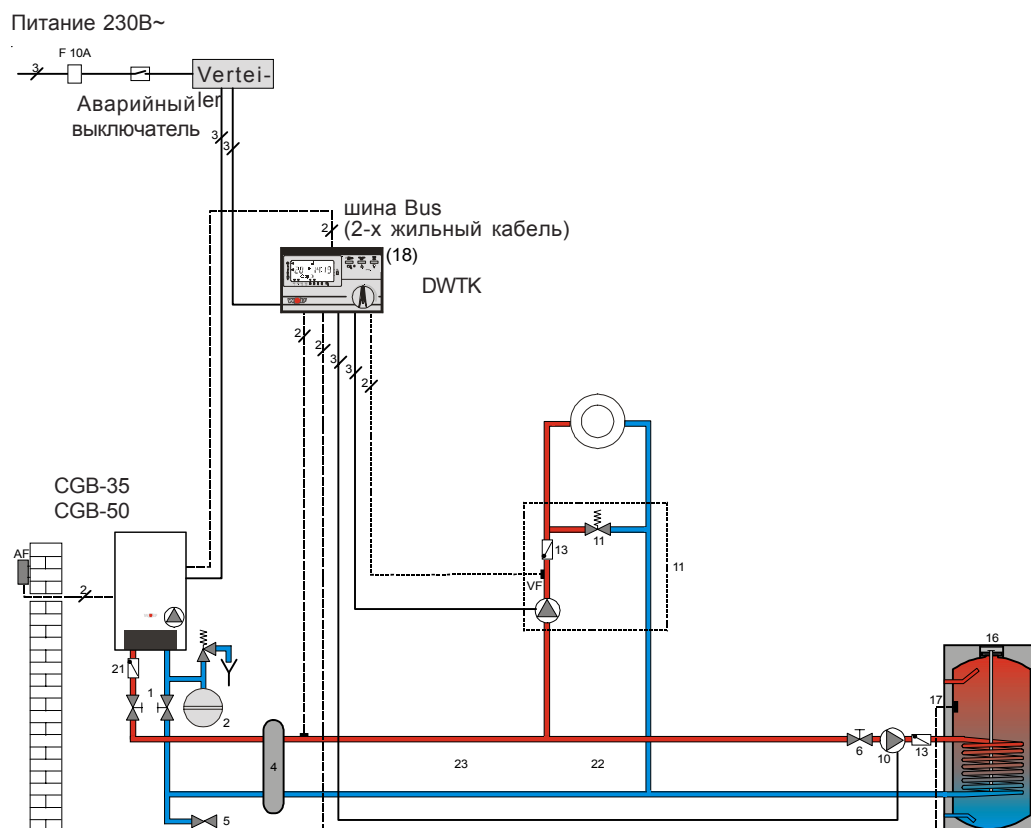 Питание 230В~
F 10A
3
Vertei-
ler
Аварийный
выключатель
3
3
шина Bus
(2-х жильный кабель)
2
(18)
DWTK
2
2
3
3
2
CGB-35
CGB-50
AF
2
13
11
11
VF
16
21
1
2
17
6
10
13
4
23
22
5